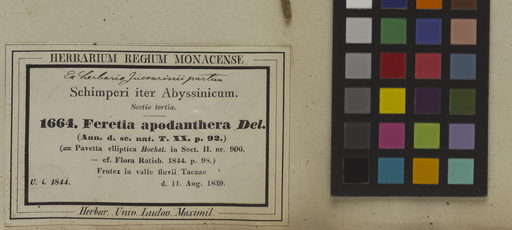 HERBARIUM REGIUM MONACENSE.
Ex herbario Zuccarinii partim
Schimperi iter Abyssinicum.
Sectio tertia.
1664. Feretia apodanthera Del.
(Ann. d. sc. nat. T. XX. p. 92.)
(= Pavetta elliptica Hochst. in Sect. II. nr. 906.
— cf. Flora Ratisb. 1844. p. 98.)
Frutex in valle fluvii Tacaze
U. i. 1844. d. 11. Aug. 1839.
Herbar. Univ. Ludov. Maximil.